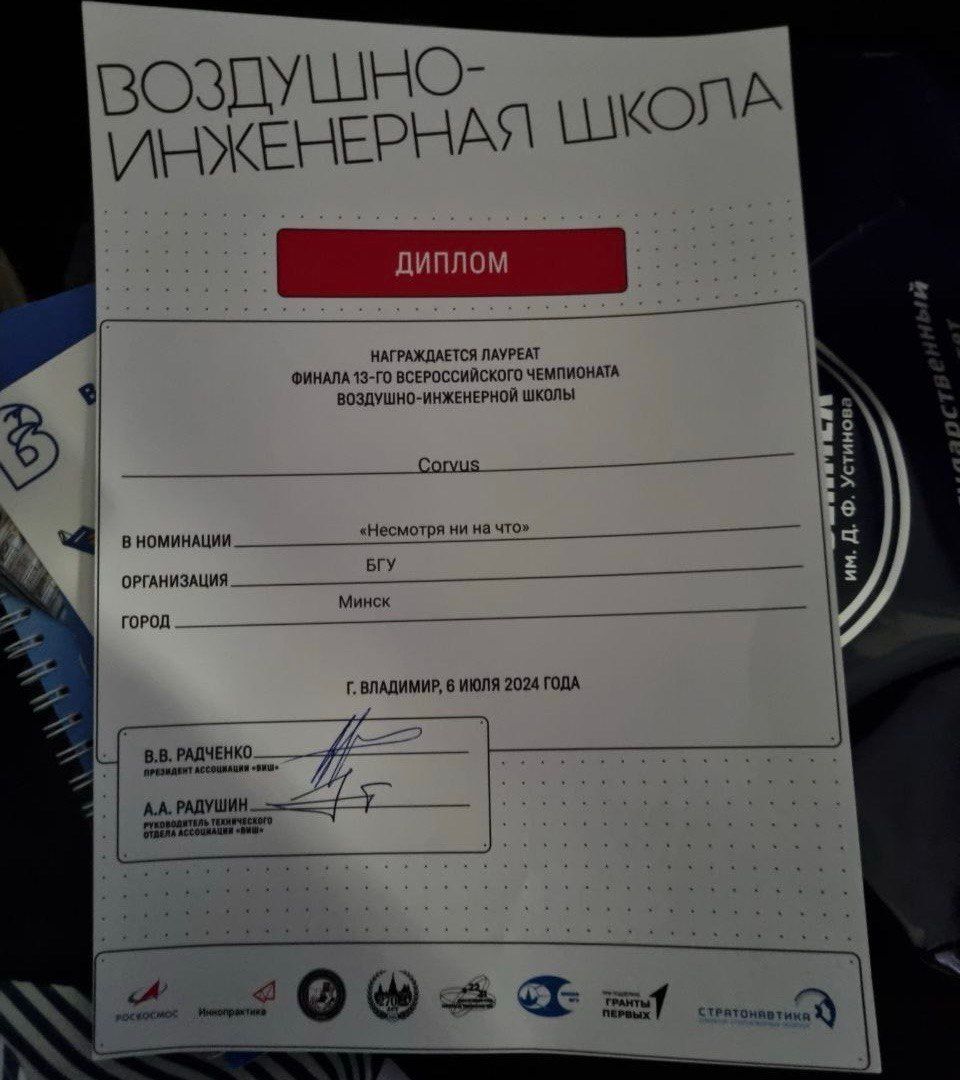 ВОЗДУШНО-
ИНЖЕНЕРНАЯ ШКОЛА
ДИПЛОМ
НАГРАЖДАЕТСЯ ЛАУРЕАТ
ФИНАЛА 13-ГО ВСЕРОССИЙСКОГО ЧЕМПИОНАТА
ВОЗДУШНО-ИНЖЕНЕРНОЙ ШКОЛЫ
Corvus
В НОМИНАЦИИ «Несмотря ни на что»
ОРГАНИЗАЦИЯ БГУ
ГОРОД Минск
Г. ВЛАДИМИР, 6 ИЮЛЯ 2024 ГОДА
В.В. РАДЧЕНКО
ПРЕЗИДЕНТ АССОЦИАЦИИ «ВИШ»
А.А. РАДУШИН
РУКОВОДИТЕЛЬ ТЕХНИЧЕСКОГО
ОТДЕЛА АССОЦИАЦИИ «ВИШ»
РОСКОСМОС
Иннопрактика
ГРАНТЫ
ПЕРВЫХ
СТРАТОНАВТИКА
им. Д. Ф. Устинова